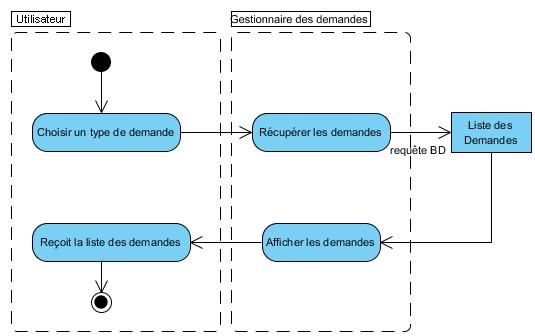 Utilisateur
Gestionnaire des demandes
Choisir un type de demande
Récupérer les demandes
requête BD
Liste des
Demandes
Reçoit la liste des demandes
Afficher les demandes